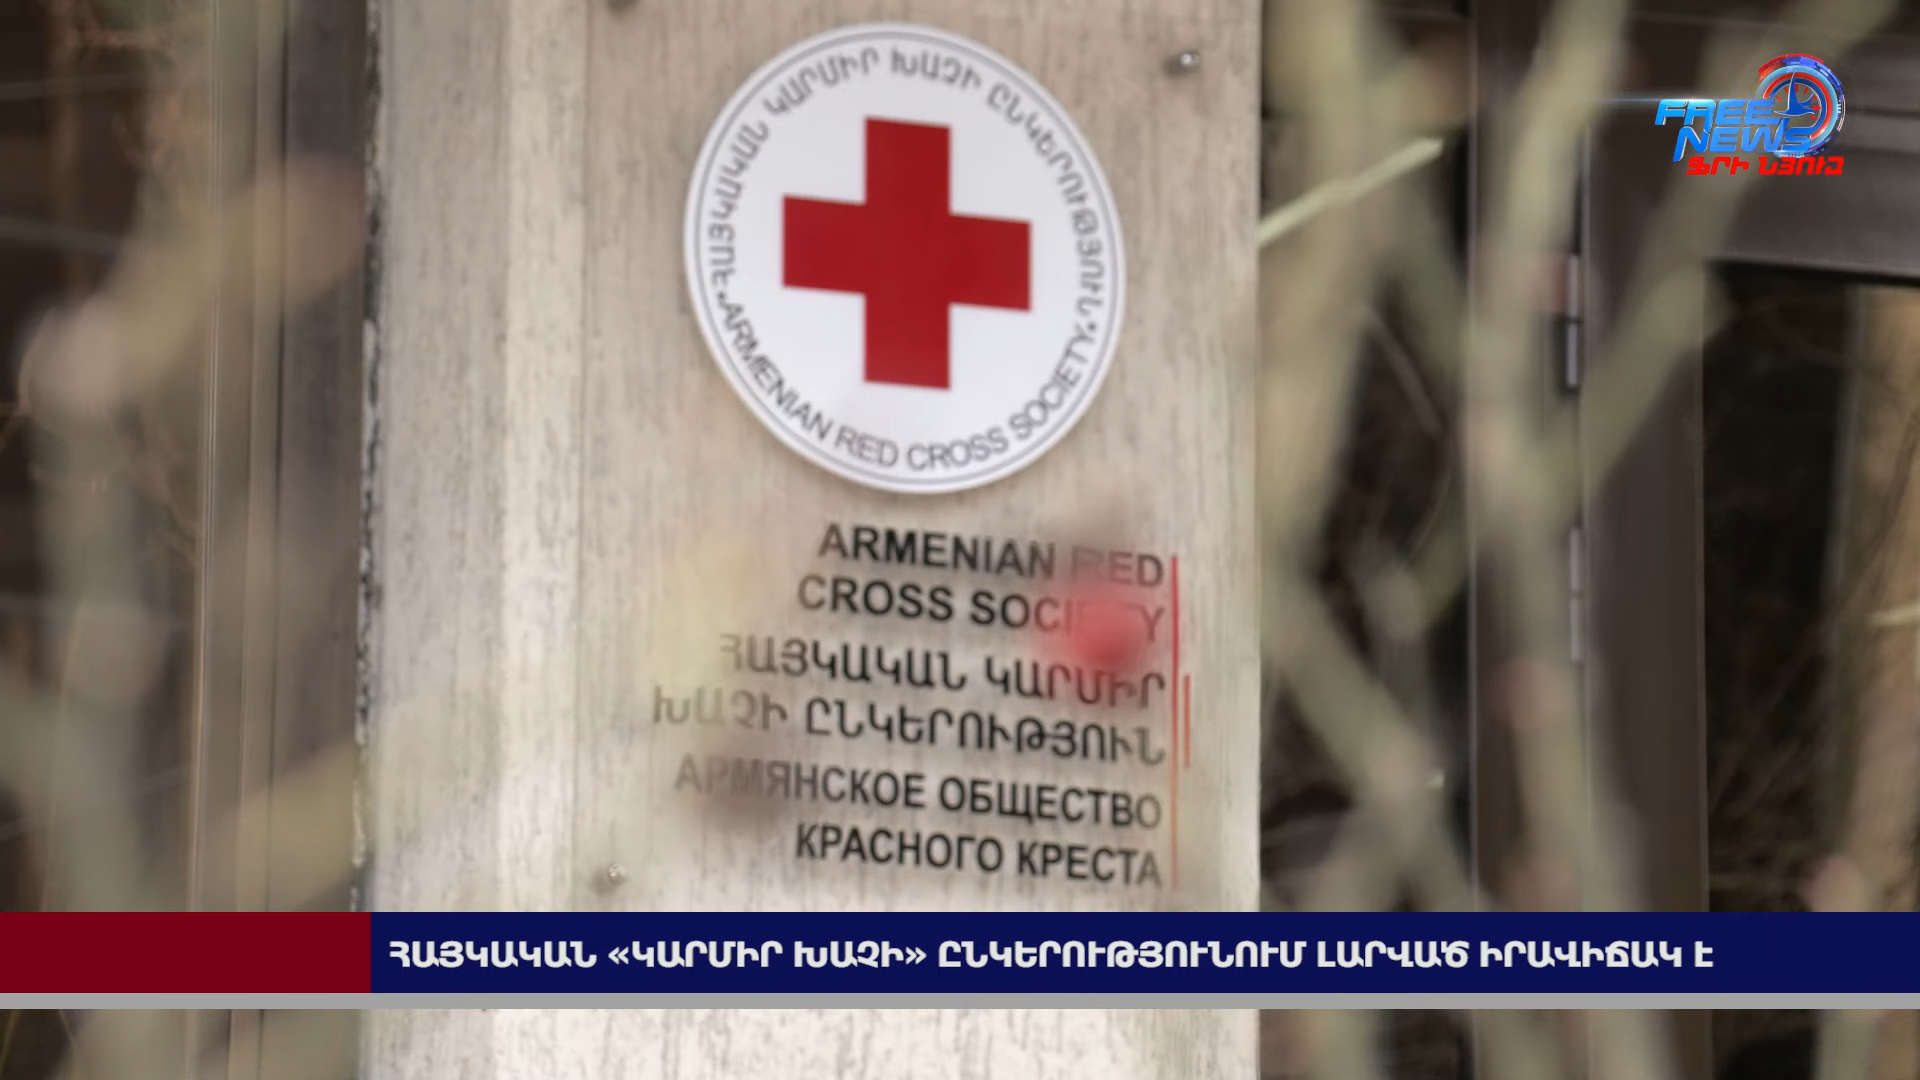 ՀԱՅԿԱԿԱՆ ԿԱՐՄԻՐ ԽԱՉԻ ԸՆԿԵՐՈՒԹՅՈՒՆ
ARMENIAN RED CROSS SOCIETY
FREE
NEWS
ՖՐԻ ՆՅՈՒԶ
ARMENIAN RED
CROSS SOCIETY
ՀԱՅԿԱԿԱՆ ԿԱՐՄԻՐ
ԽԱՉԻ ԸՆԿԵՐՈՒԹՅՈՒՆ
АРМЯНСКОЕ ОБЩЕСТВО
КРАСНОГО КРЕСТА
ՀԱՅԿԱԿԱՆ «ԿԱՐՄԻՐ ԽԱՉԻ» ԸՆԿԵՐՈՒԹՅՈՒՆՈՒՄ ԼԱՐՎԱԾ ԻՐԱՎԻՃԱԿ Է